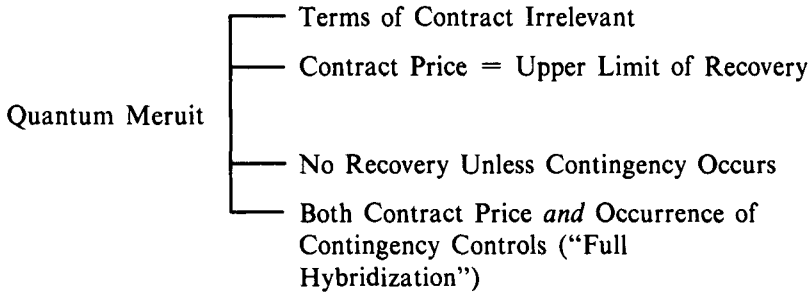 Terms of Contract Irrelevant
Contract Price = Upper Limit of Recovery
Quantum Meruit
No Recovery Unless Contingency Occurs
Both Contract Price and Occurrence of
Contingency Controls (“Full
Hybridization”)